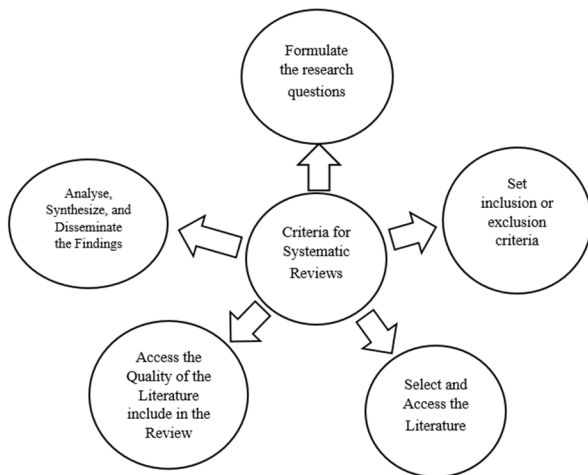 Formulate
the research
questions
Set
inclusion or
exclusion
criteria
Select and
Access the
Literature
Access the
Quality of the
Literature
include in the
Review
Analyse,
Synthesize, and
Disseminate
the Findings
Criteria for
Systematic
Reviews